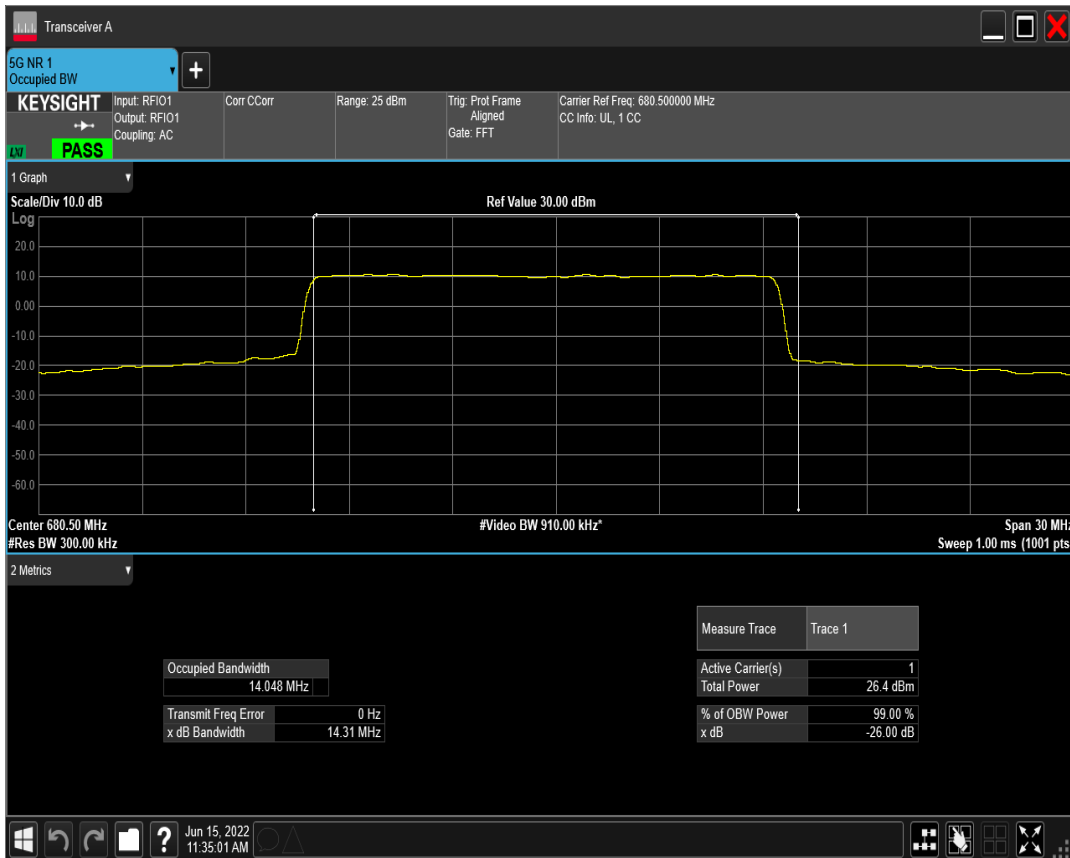 Transceiver A
5G NR 1
Occupied BW
+
KEYSIGHT
LXI
PASS
Input: RFIO1
Output: RFIO1
Coupling: AC
Corr CCorr
Range: 25 dBm
Trig: Prot Frame
Aligned
Gate: FFT
Carrier Ref Freq: 680.500000 MHz
CC Info: UL, 1 CC
1 Graph
Scale/Div 10.0 dB
Ref Value 30.00 dBm
Log
20.0
10.0
0.00
-10.0
-20.0
-30.0
-40.0
-50.0
-60.0
Center 680.50 MHz
#Video BW 910.00 kHz*
Span 30 MHz
#Res BW 300.00 kHz
Sweep 1.00 ms (1001 pts
2 Metrics
Measure Trace Trace 1
Occupied Bandwidth
14.048 MHz
Active Carrier(s) 1
Total Power 26.4 dBm
Transmit Freq Error 0 Hz
x dB Bandwidth 14.31 MHz
% of OBW Power 99.00 %
x dB -26.00 dB
?
Jun 15, 2022
11:35:01 AM